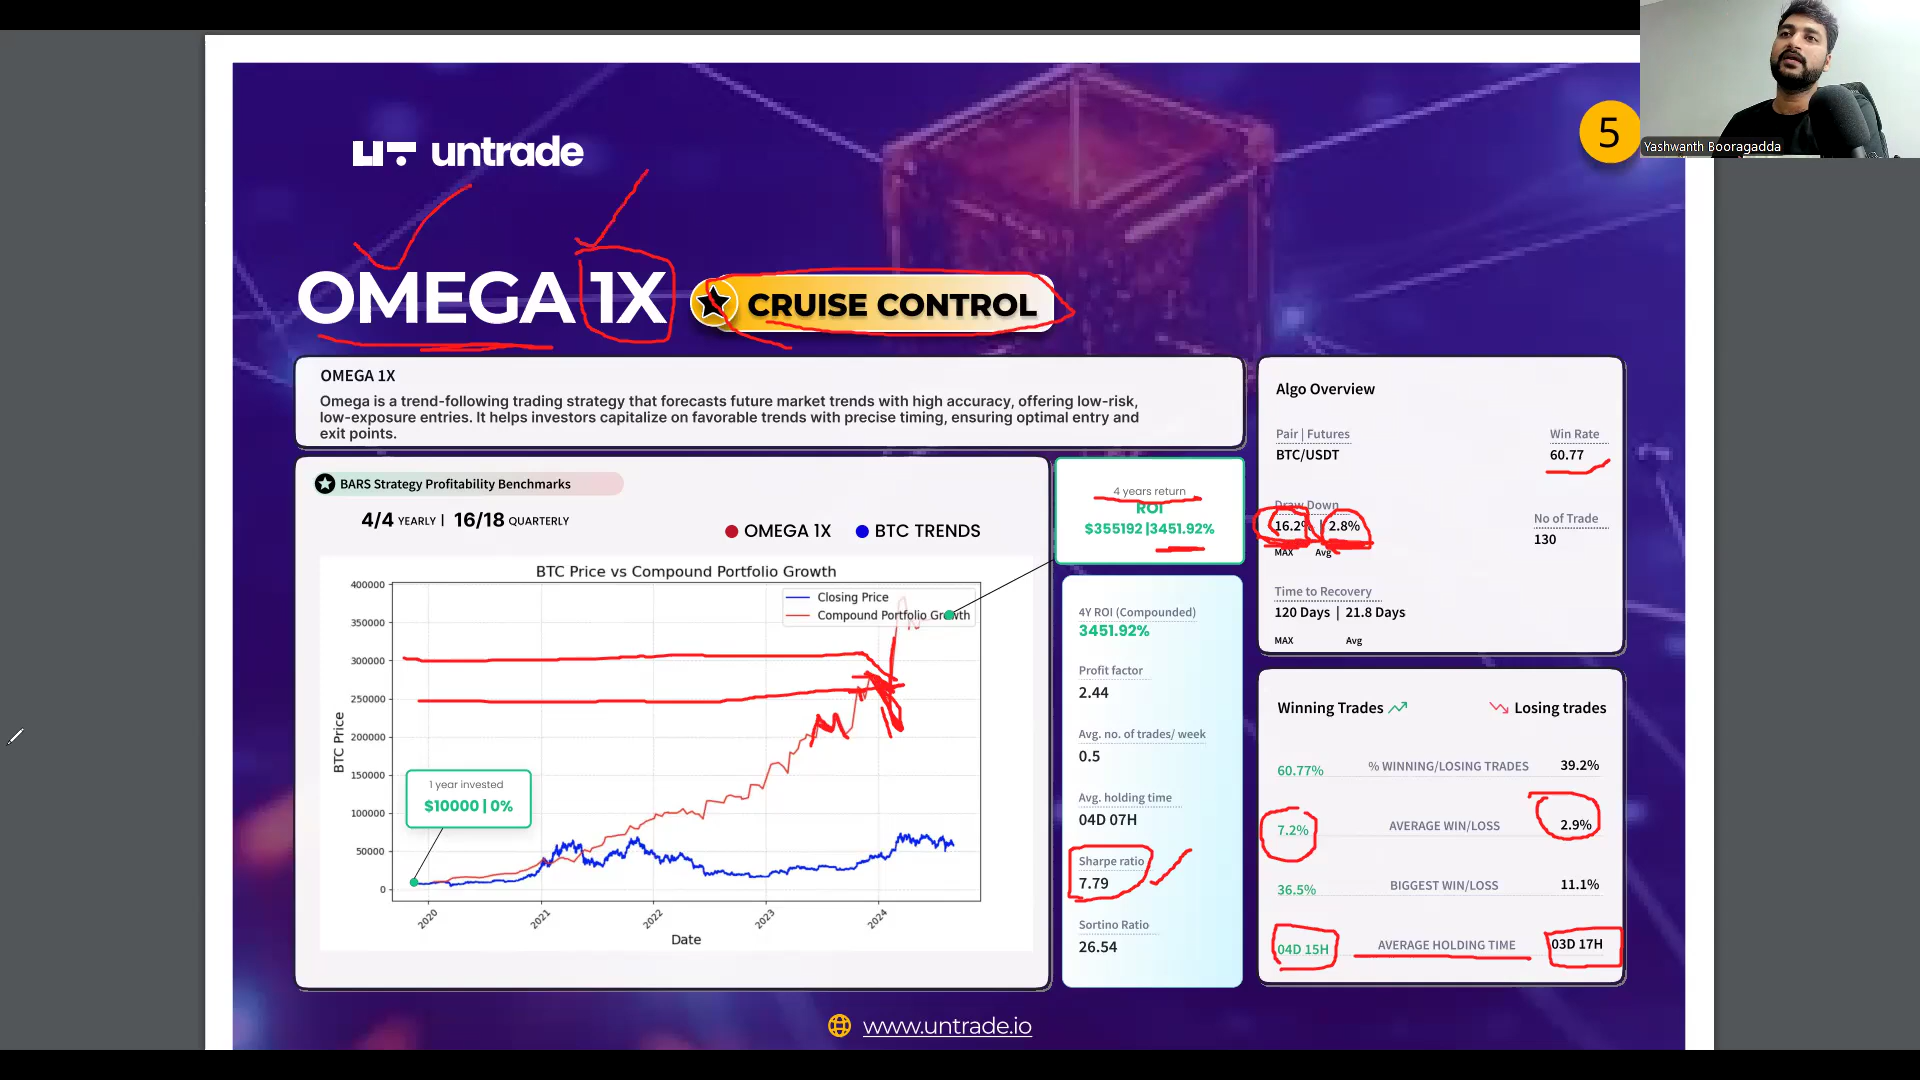 Yashwanth Booragadda
5
untrade
OMEGA 1X
CRUISE CONTROL
OMEGA 1X
Omega is a trend-following trading strategy that forecasts future market trends with high accuracy, offering low-risk,
low-exposure entries. It helps investors capitalize on favorable trends with precise timing, ensuring optimal entry and
exit points.
BARS Strategy Profitability Benchmarks
4/4 YEARLY | 16/18 QUARTERLY
OMEGA 1X
BTC TRENDS
BTC Price vs Compound Portfolio Growth
Closing Price
Compound Portfolio Growth
400000
350000
300000
250000
200000
150000
100000
50000
0
BTC Price
1 year invested
$10000 | 0%
2020
2021
2022
2023
2024
Date
4 years return
ROI
$355192 |3451.92%
4Y ROI (Compounded)
3451.92%
Profit factor
2.44
Avg. no. of trades/ week
0.5
Avg. holding time
04D 07H
Sharpe ratio
7.79
Sortino Ratio
26.54
Algo Overview
Pair | Futures
BTC/USDT
Win Rate
60.77
Draw Down
16.2% | 2.8%
MAX Avg
No of Trade
130
Time to Recovery
120 Days | 21.8 Days
MAX Avg
Winning Trades
Losing trades
60.77% % WINNING/LOSING TRADES 39.2%
7.2% AVERAGE WIN/LOSS 2.9%
36.5% BIGGEST WIN/LOSS 11.1%
04D 15H AVERAGE HOLDING TIME 03D 17H
www.untrade.io